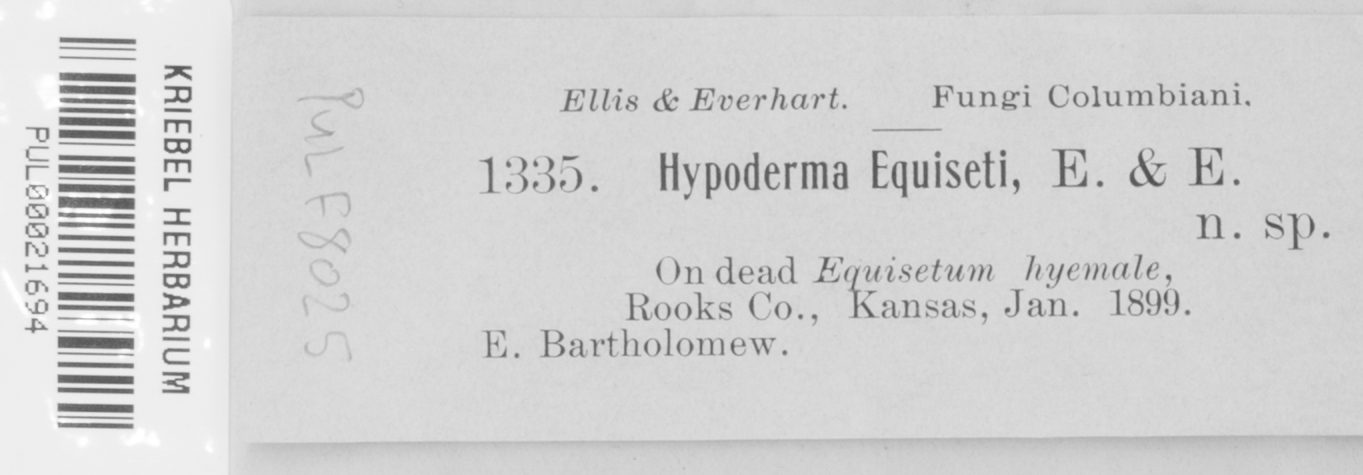 KRIEBEL HERBARIUM
PUL00021694
PUL F8025
Ellis & Everhart. Fungi Columbiani.
1335. Hypoderma Equiseti, E. & E.
n. sp.
On dead Equisetum hyemale,
Rooks Co., Kansas, Jan. 1899.
E. Bartholomew.